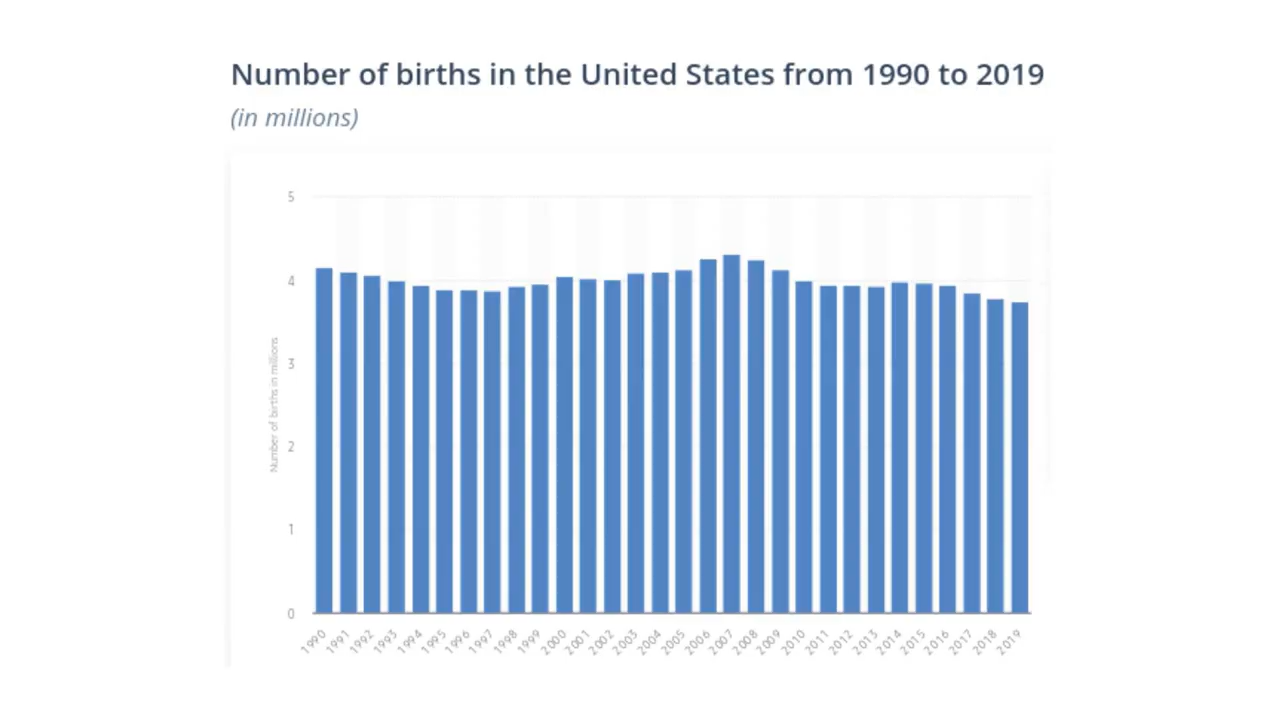 Number of births in the United States from 1990 to 2019
(in millions)
5
4
3
2
1
0
Number of births in millions
1990 1991 1992 1993 1994 1995 1996 1997 1998 1999 2000 2001 2002 2003 2004 2005 2006 2007 2008 2009 2010 2011 2012 2013 2014 2015 2016 2017 2018 2019